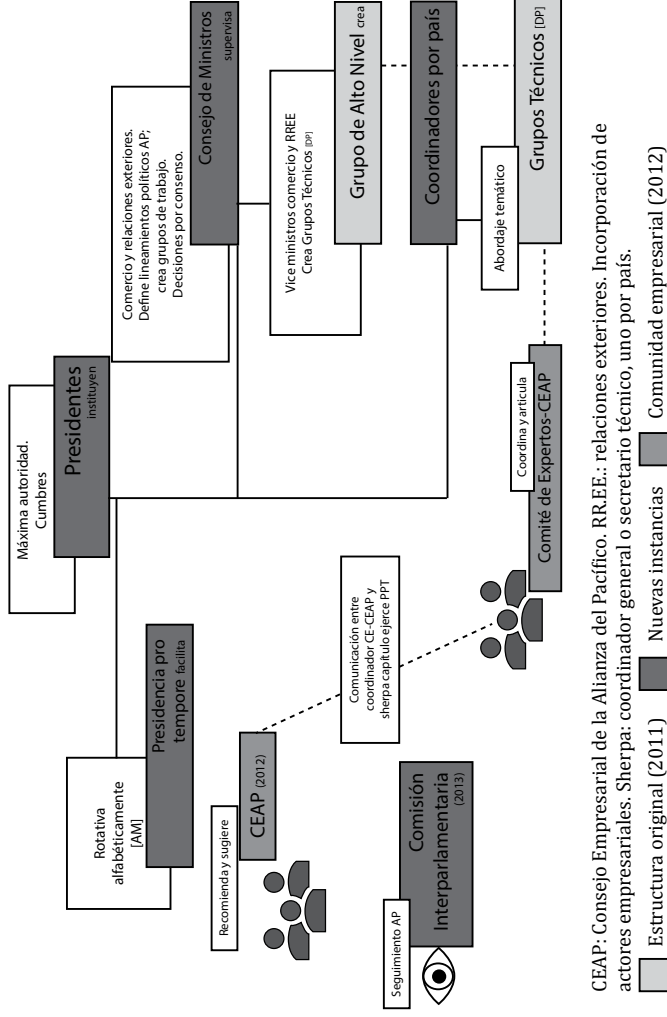 Máxima autoridad.
Cumbres
Presidentes
instituyen
Rotativa
alfabéticamente
[AM]
Presidencia pro
tempore facilita
Comercio y relaciones exteriores.
Define lineamientos políticos AP;
crea grupos de trabajo.
Decisiones por consenso.
Consejo de Ministros
supervisa
Vice ministros comercio y RREE
Crea Grupos Técnicos [DP]
Grupo de Alto Nivel crea
Coordinadores por país
Abordaje temático
Grupos Técnicos [DP]
Recomienda y sugiere
CEAP (2012)
Comunicación entre
coordinador CE-CEAP y
sherpa capítulo ejerce PPT
Coordina y articula
Comité de Expertos-CEAP
Seguimiento AP
Comisión
Interparlamentaria
(2013)
CEAP: Consejo Empresarial de la Alianza del Pacífico. RR.EE.: relaciones exteriores. Incorporación de
actores empresariales. Sherpa: coordinador general o secretario técnico, uno por país.
Estructura original (2011) Nuevas instancias Comunidad empresarial (2012)